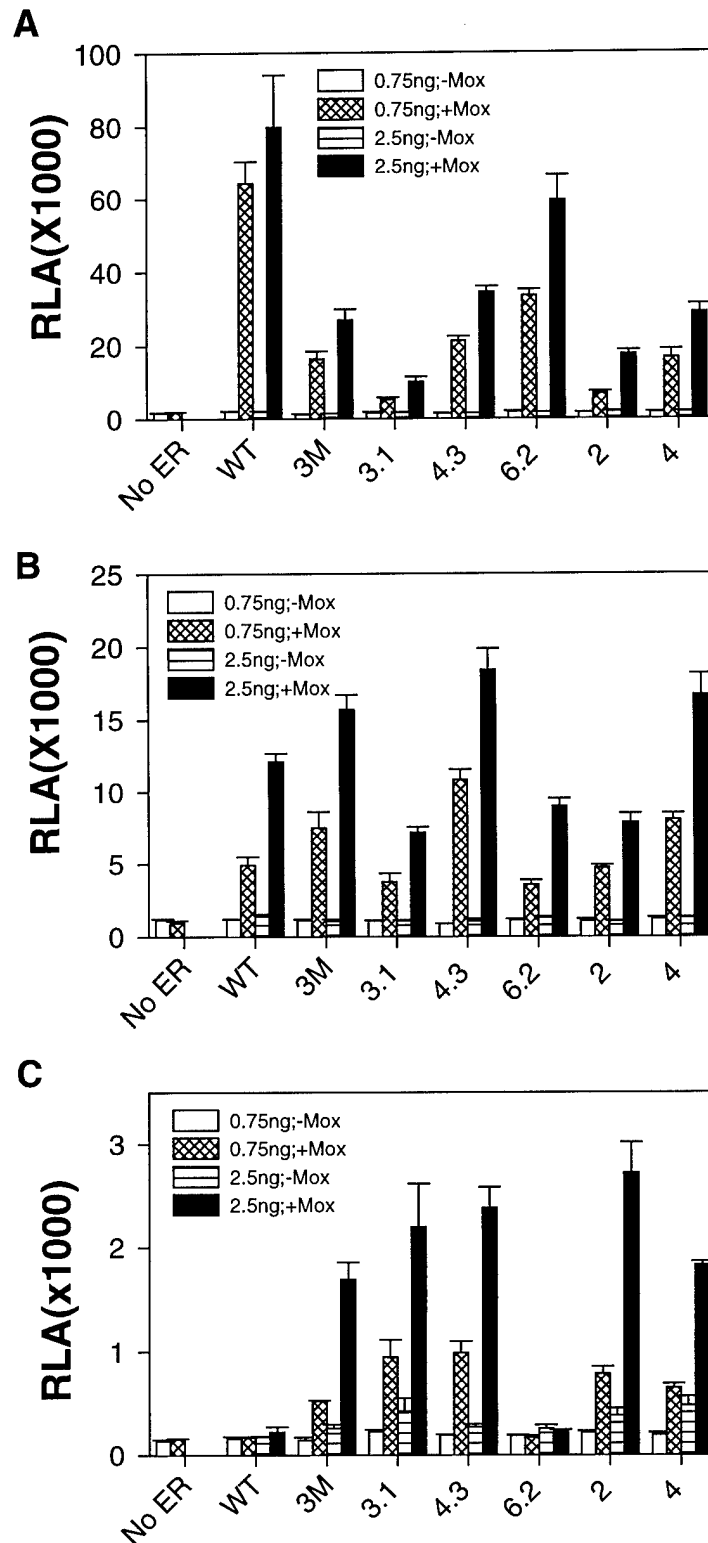 A
RLA(X1000)
100
80
60
40
20
0
0.75ng;-Mox
0.75ng;+Mox
2.5ng;-Mox
2.5ng;+Mox
No ER
WT
3M
3.1
4.3
6.2
2
4
B
RLA(X1000)
25
20
15
10
5
0
0.75ng;-Mox
0.75ng;+Mox
2.5ng;-Mox
2.5ng;+Mox
No ER
WT
3M
3.1
4.3
6.2
2
4
C
RLA(x1000)
3
2
1
0
0.75ng;-Mox
0.75ng;+Mox
2.5ng;-Mox
2.5ng;+Mox
No ER
WT
3M
3.1
4.3
6.2
2
4